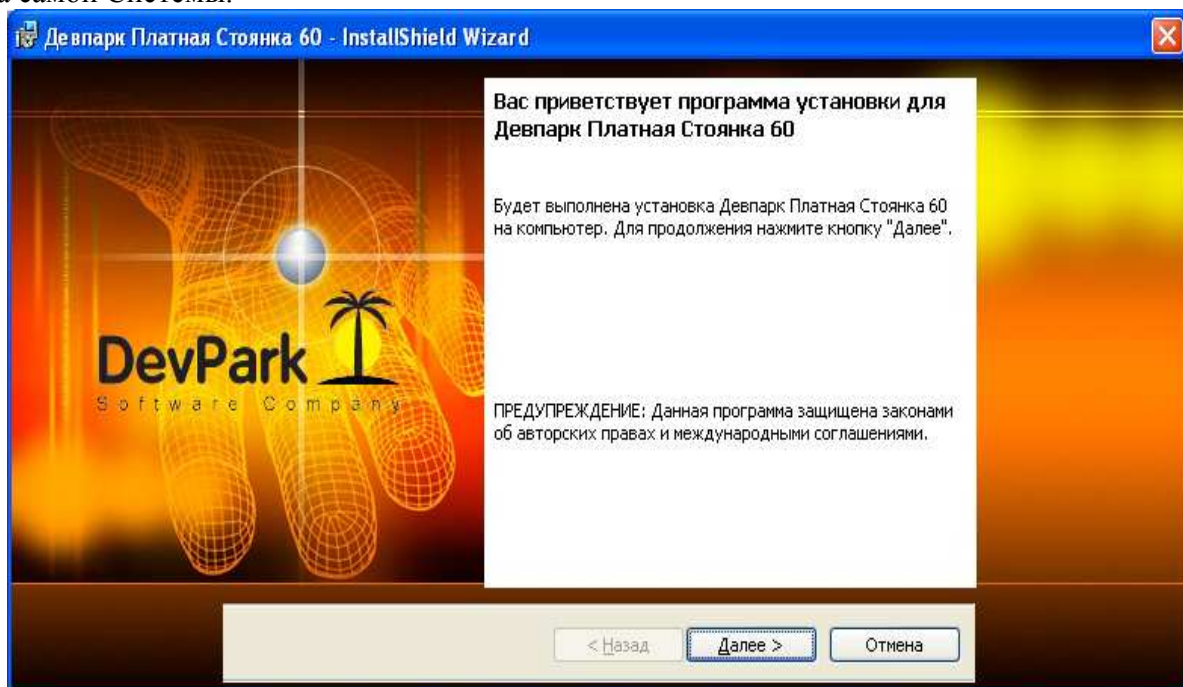 а самой Системы.
Девпарк Платная Стоянка 60 - InstallShield Wizard
Вас приветствует программа установки для
Девпарк Платная Стоянка 60
Будет выполнена установка Девпарк Платная Стоянка 60
на компьютер. Для продолжения нажмите кнопку "Далее".
DevPark
Software Company
ПРЕДУПРЕЖДЕНИЕ: Данная программа защищена законами
об авторских правах и международными соглашениями.
< Назад Далее > Отмена